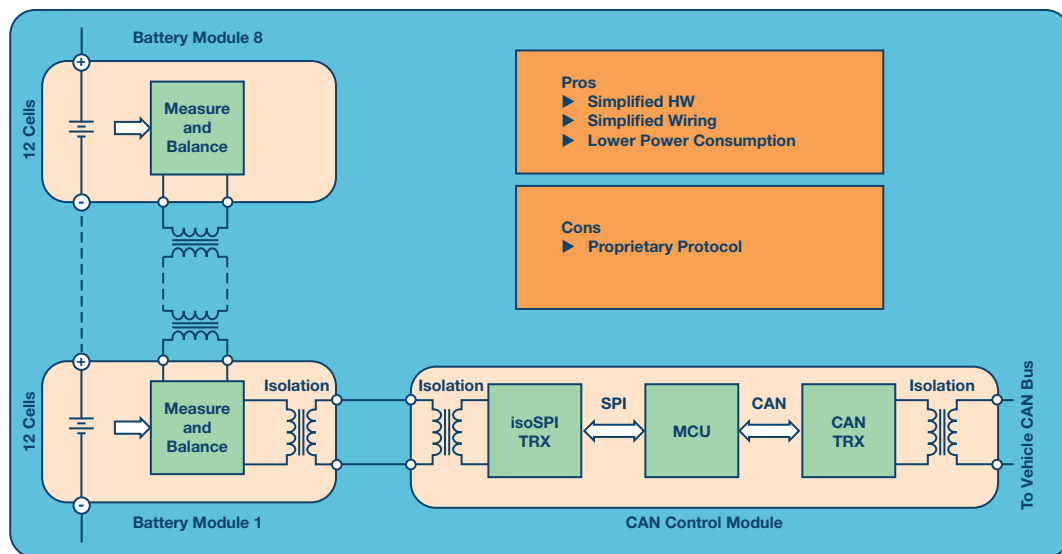 Battery Module 8
+
12 Cells
Measure
and
Balance
-
Pros
▶ Simplified HW
▶ Simplified Wiring
▶ Lower Power Consumption
Cons
▶ Proprietary Protocol
+
12 Cells
Measure
and
Balance
Isolation
-
Battery Module 1
Isolation
isoSPI
TRX
SPI
MCU
CAN
CAN
TRX
Isolation
CAN Control Module
To Vehicle CAN Bus